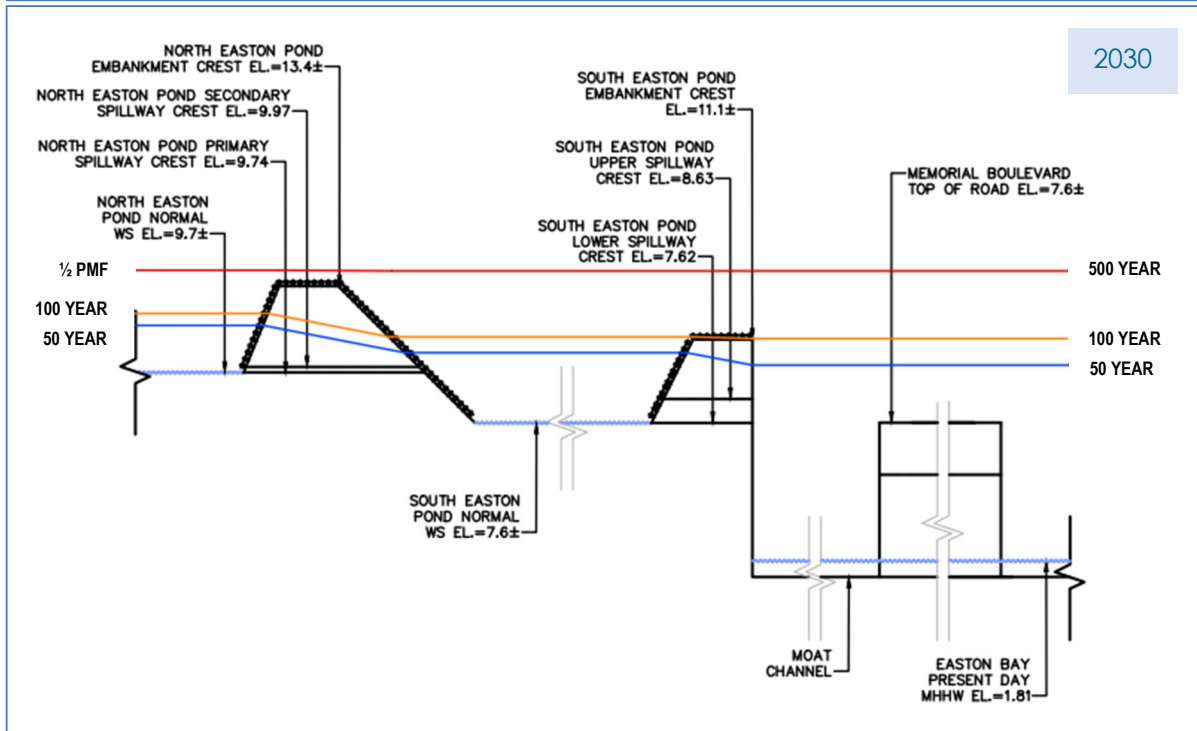 2030
NORTH EASTON POND
EMBANKMENT CREST EL.=13.4±
NORTH EASTON POND SECONDARY
SPILLWAY CREST EL.=9.97
NORTH EASTON POND PRIMARY
SPILLWAY CREST EL.=9.74
NORTH EASTON
POND NORMAL
WS EL.=9.7±
SOUTH EASTON POND
EMBANKMENT CREST
EL.=11.1±
SOUTH EASTON POND
UPPER SPILLWAY
CREST EL.=8.63
SOUTH EASTON POND
LOWER SPILLWAY
CREST EL.=7.62
MEMORIAL BOULEVARD
TOP OF ROAD EL.=7.6±
½ PMF
100 YEAR
50 YEAR
500 YEAR
100 YEAR
50 YEAR
SOUTH EASTON
POND NORMAL
WS EL.=7.6±
MOAT
CHANNEL
EASTON BAY
PRESENT DAY
MHHW EL.=1.81